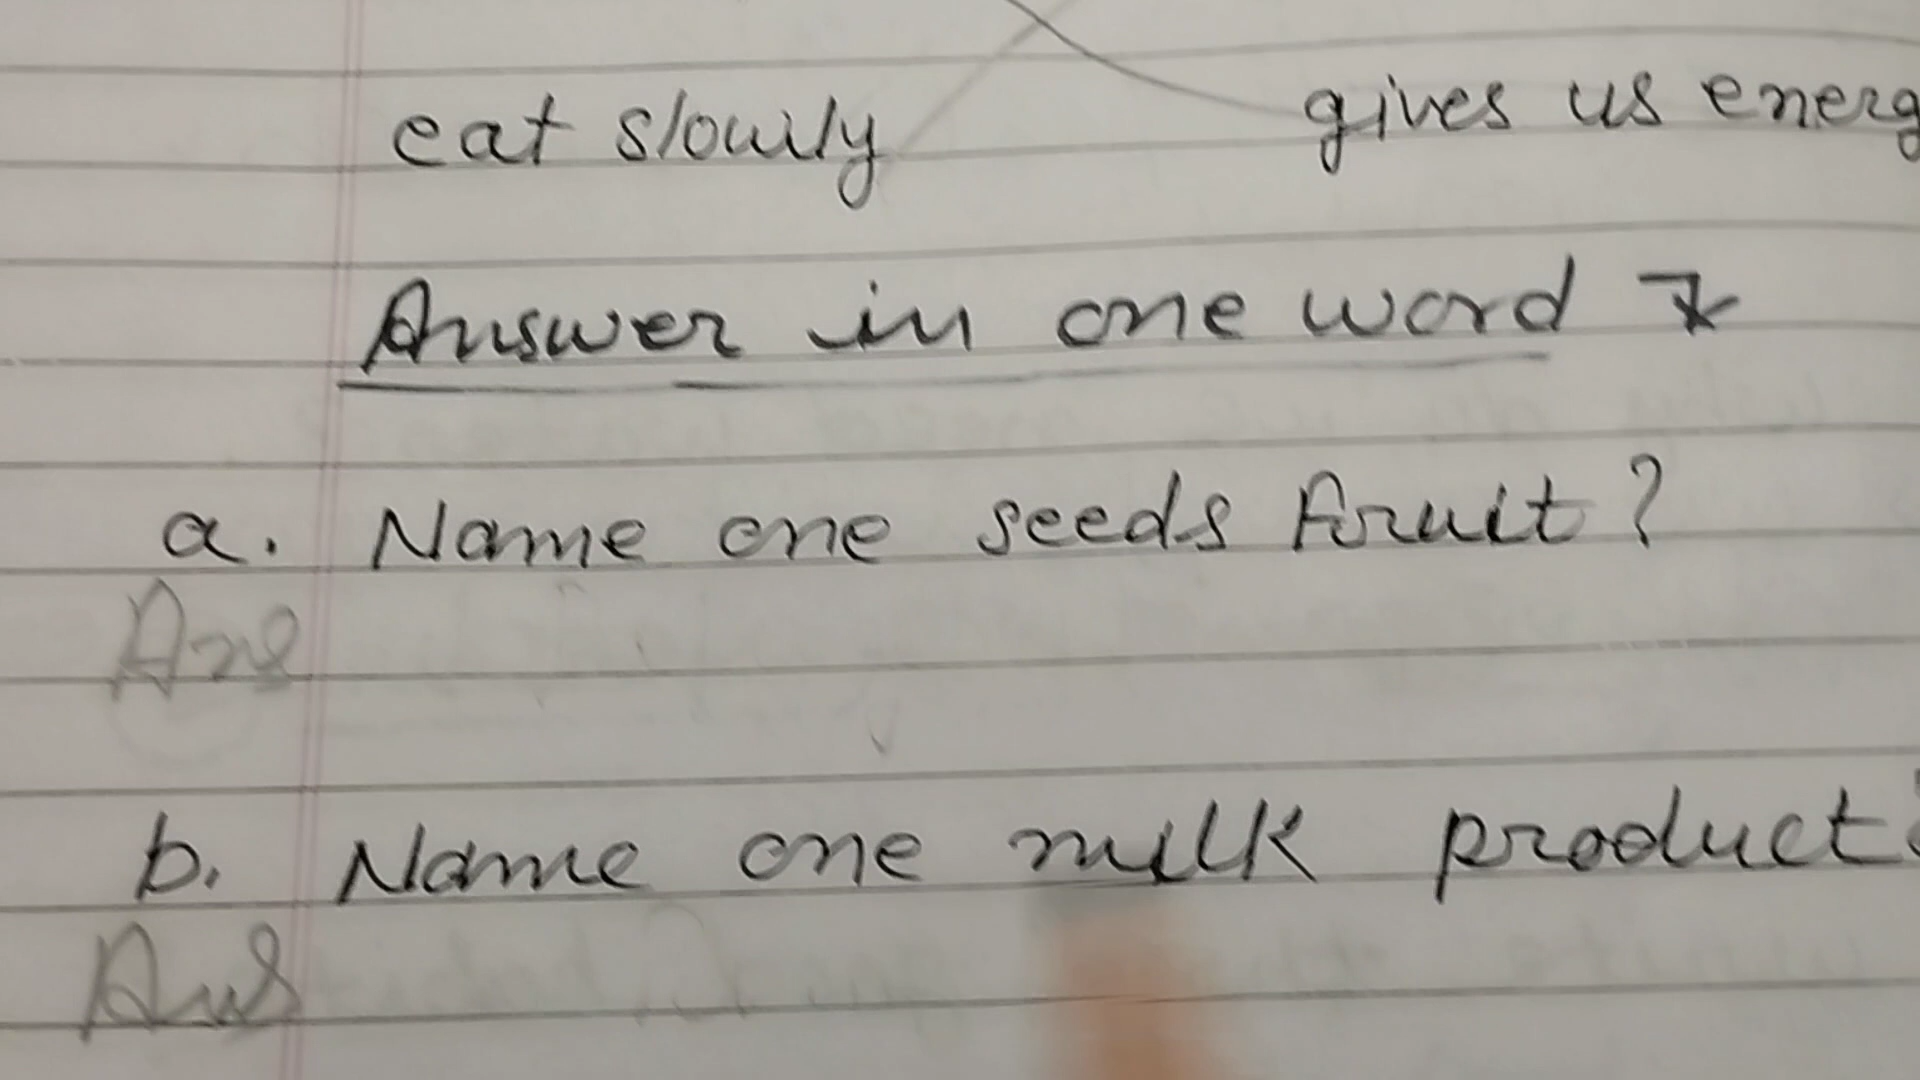 eat slowly gives us energ
Answer in one word
a. Name one seeds fruit?
Ans
b. Name one milk product?
Ans